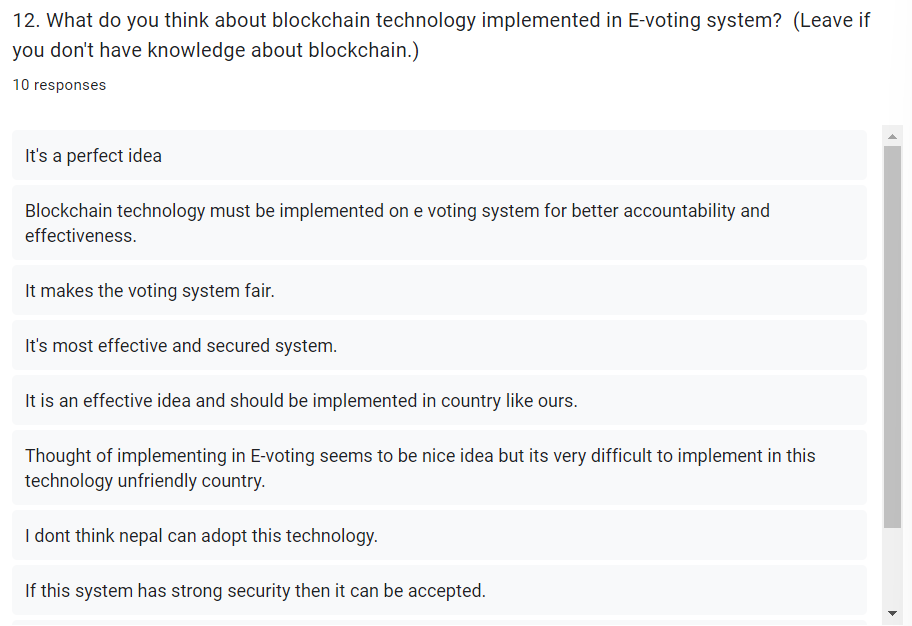 12. What do you think about blockchain technology implemented in E-voting system?  (Leave if
you don't have knowledge about blockchain.)
10 responses
It's a perfect idea
Blockchain technology must be implemented on e voting system for better accountability and
effectiveness.
It makes the voting system fair.
It's most effective and secured system.
It is an effective idea and should be implemented in country like ours.
Thought of implementing in E-voting seems to be nice idea but its very difficult to implement in this
technology unfriendly country.
I dont think nepal can adopt this technology.
If this system has strong security then it can be accepted.